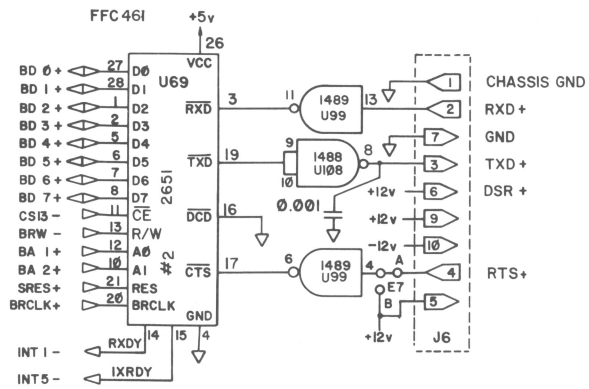 FFC461
+5v
26
VCC
U69
BD 0+ 27 D0
BD 1+ 28 D1
BD 2+ 1 D2
BD 3+ 2 D3
BD 4+ 5 D4
BD 5+ 6 D5
BD 6+ 7 D6
BD 7+ 8 D7
CS13- 11 CE
BRW- 13 R/W
BA 1+ 12 A0
BA 2+ 10 A1
SRES+ 21 RES
BRCLK+ 20 BRCLK
2651
#2
RXD 3
TXD 19
DCD 16
CTS 17
GND
14 15 4
INT 1- RXDY
INT5- IXRDY
11 1489 U99 13
9 10 1488 U108 8
0.001
6 1489 U99 4
A
E7
B
+12v
1 CHASSIS GND
2 RXD+
7 GND
3 TXD+
+12v 6 DSR+
+12v 9
-12v 10
4 RTS+
5
J6